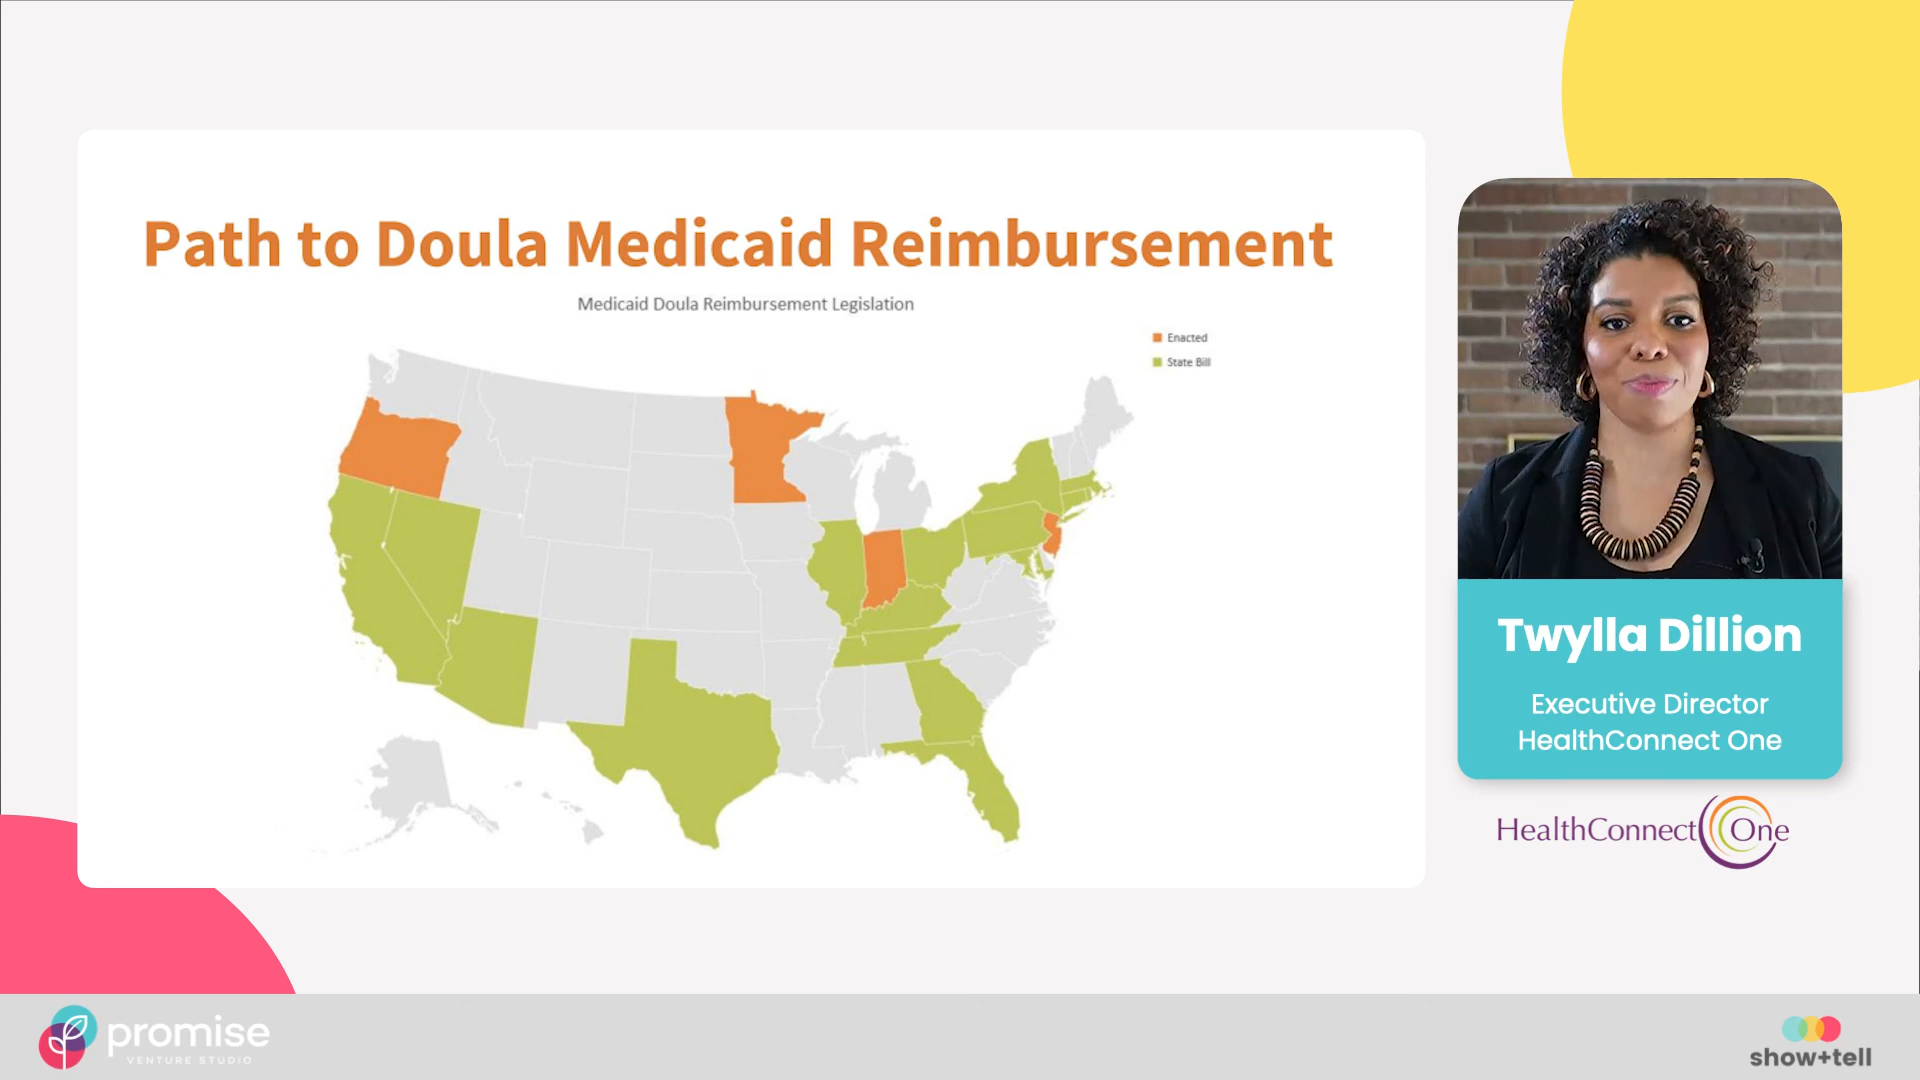 Path to Doula Medicaid Reimbursement
Medicaid Doula Reimbursement Legislation
Enacted
State Bill
Twylla Dillion
Executive Director
HealthConnect One
HealthConnect One
promise
VENTURE STUDIO
show+tell